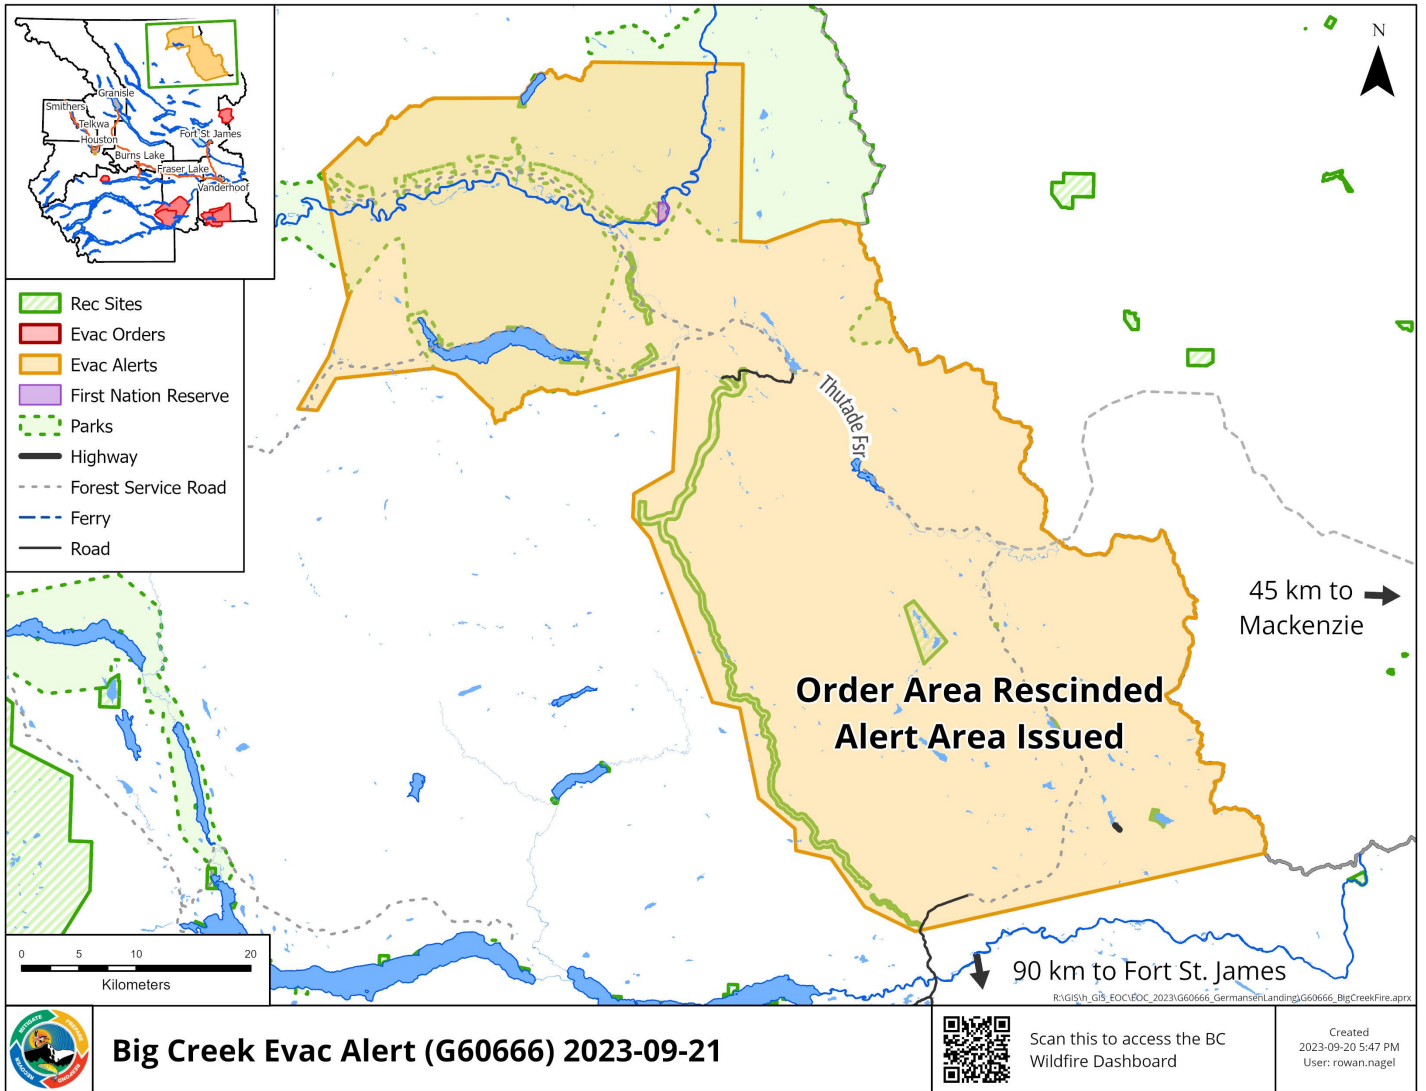 Granisle
Smithers
Telkwa
Houston
Fort St James
Burns Lake
Fraser Lake
Vanderhoof
N
Rec Sites
Evac Orders
Evac Alerts
First Nation Reserve
Parks
Highway
Forest Service Road
Ferry
Road
Thutade Fsr
45 km to
Mackenzie
Order Area Rescinded
Alert Area Issued
0 5 10 20
Kilometers
90 km to Fort St. James
R:\GIS\h_GIS_EOC\EOC_2023\G60666_GermansenLanding\G60666_BigCreekFire.aprx
MITIGATE
PREPARE
RESPOND
RECOVER
Big Creek Evac Alert (G60666) 2023-09-21
Scan this to access the BC
Wildfire Dashboard
Created
2023-09-20 5:47 PM
User: rowan.nagel